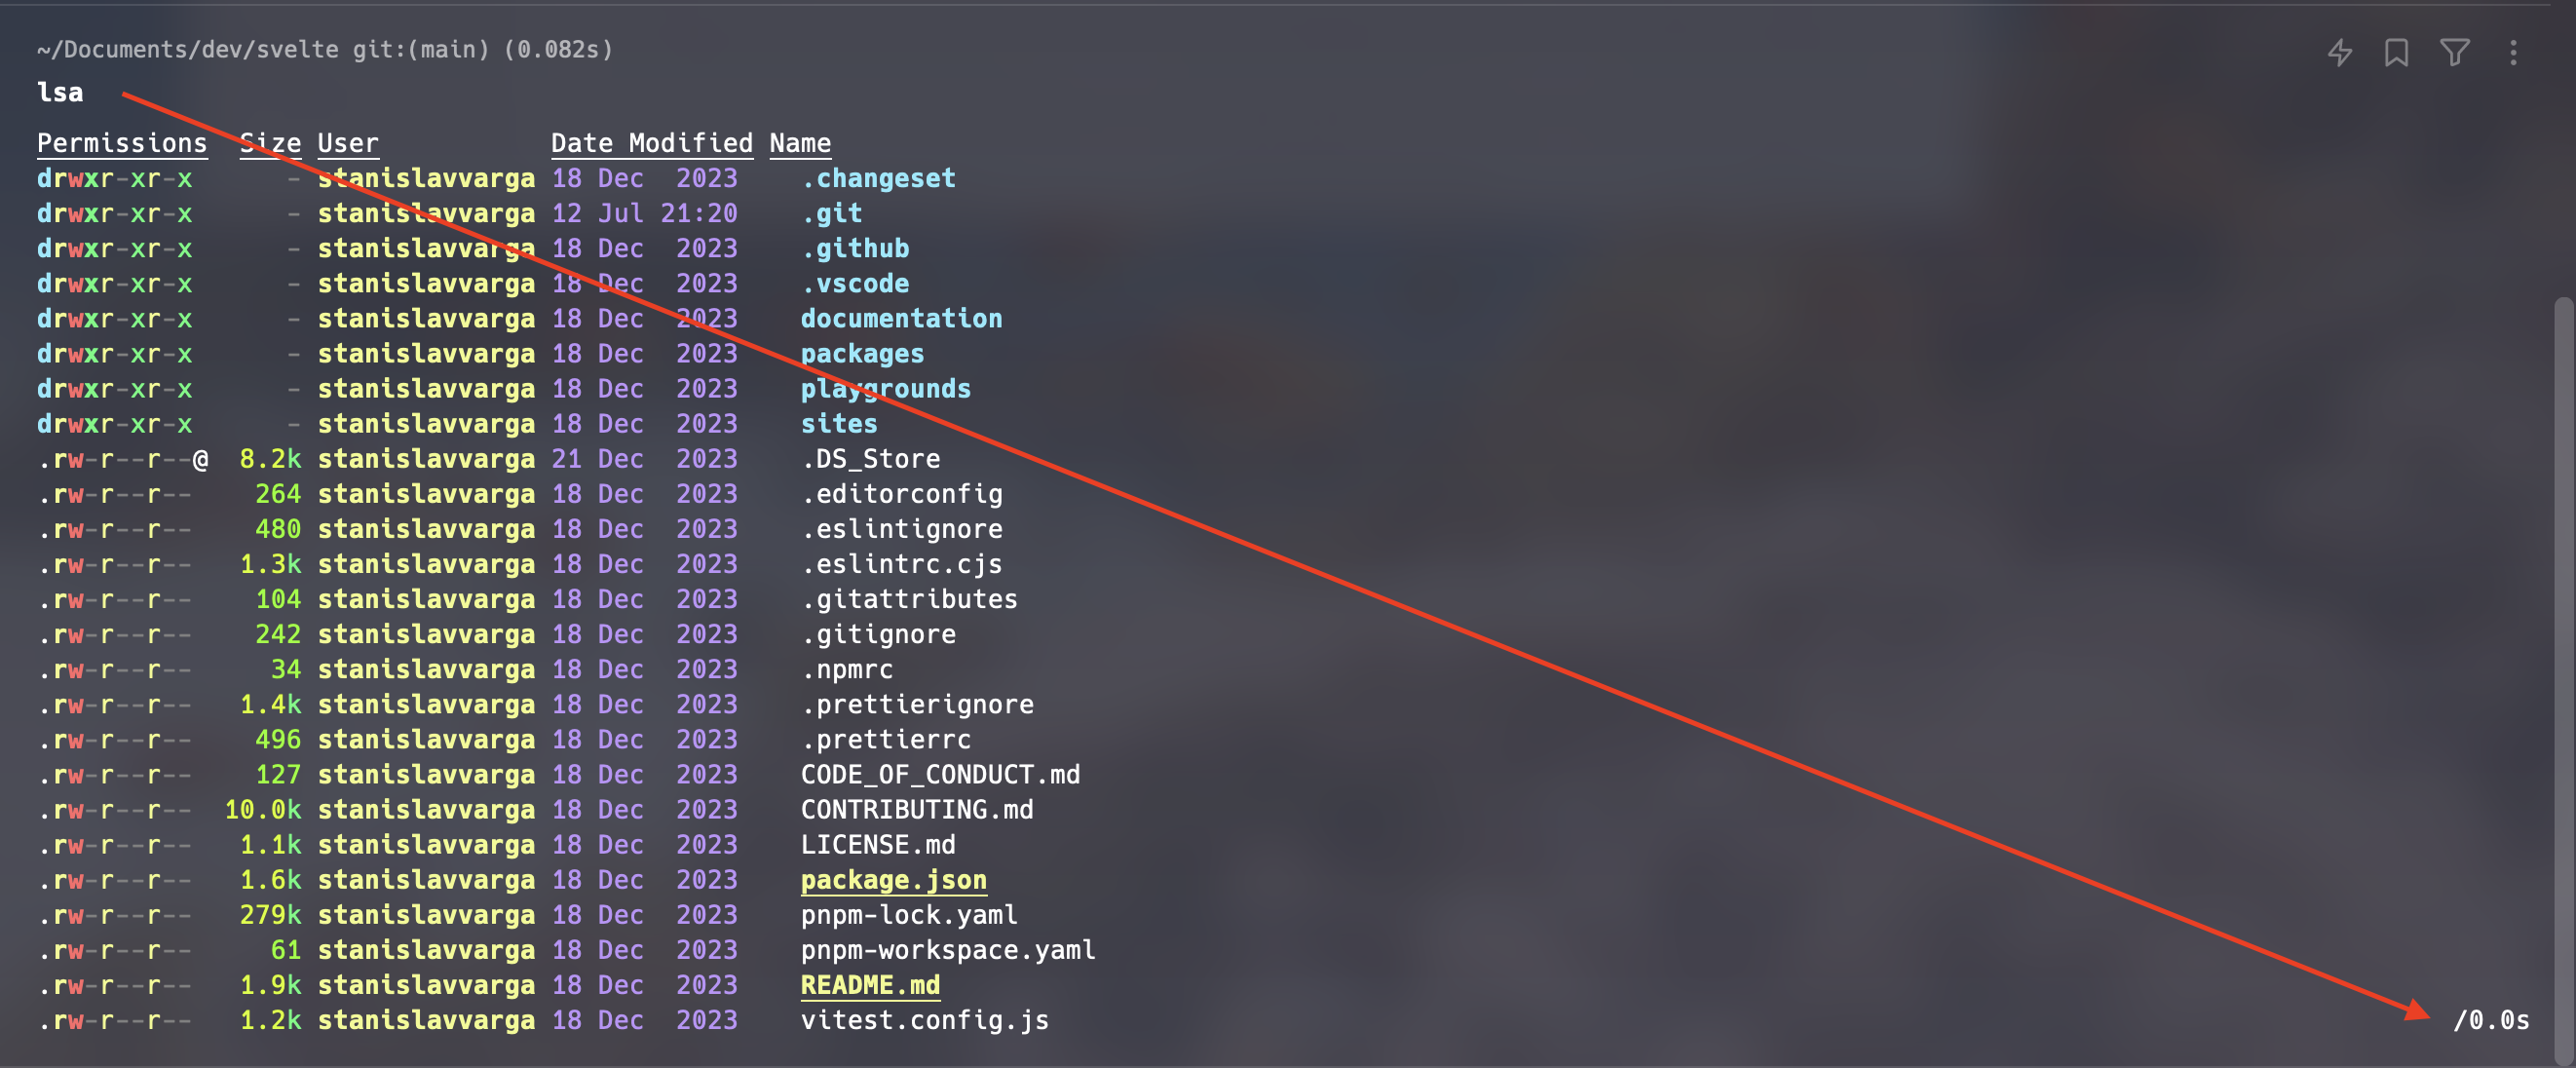 ~/Documents/dev/svelte git:(main) (0.082s)
lsa
Permissions Size User Date Modified Name
drwxr-xr-x - stanislavvarga 18 Dec 2023 .changeset
drwxr-xr-x - stanislavvarga 12 Jul 21:20 .git
drwxr-xr-x - stanislavvarga 18 Dec 2023 .github
drwxr-xr-x - stanislavvarga 18 Dec 2023 .vscode
drwxr-xr-x - stanislavvarga 18 Dec 2023 documentation
drwxr-xr-x - stanislavvarga 18 Dec 2023 packages
drwxr-xr-x - stanislavvarga 18 Dec 2023 playgrounds
drwxr-xr-x - stanislavvarga 18 Dec 2023 sites
.rw-r--r--@ 8.2k stanislavvarga 21 Dec 2023 .DS_Store
.rw-r--r-- 264 stanislavvarga 18 Dec 2023 .editorconfig
.rw-r--r-- 480 stanislavvarga 18 Dec 2023 .eslintignore
.rw-r--r-- 1.3k stanislavvarga 18 Dec 2023 .eslintrc.cjs
.rw-r--r-- 104 stanislavvarga 18 Dec 2023 .gitattributes
.rw-r--r-- 242 stanislavvarga 18 Dec 2023 .gitignore
.rw-r--r-- 34 stanislavvarga 18 Dec 2023 .npmrc
.rw-r--r-- 1.4k stanislavvarga 18 Dec 2023 .prettierignore
.rw-r--r-- 496 stanislavvarga 18 Dec 2023 .prettierrc
.rw-r--r-- 127 stanislavvarga 18 Dec 2023 CODE_OF_CONDUCT.md
.rw-r--r-- 10.0k stanislavvarga 18 Dec 2023 CONTRIBUTING.md
.rw-r--r-- 1.1k stanislavvarga 18 Dec 2023 LICENSE.md
.rw-r--r-- 1.6k stanislavvarga 18 Dec 2023 package.json
.rw-r--r-- 279k stanislavvarga 18 Dec 2023 pnpm-lock.yaml
.rw-r--r-- 61 stanislavvarga 18 Dec 2023 pnpm-workspace.yaml
.rw-r--r-- 1.9k stanislavvarga 18 Dec 2023 README.md
.rw-r--r-- 1.2k stanislavvarga 18 Dec 2023 vitest.config.js /0.0s